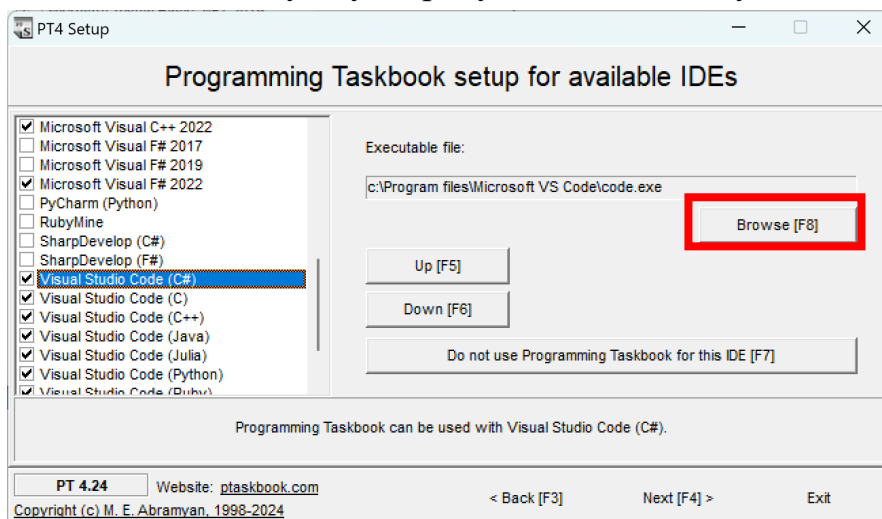 PT4 Setup
Programming Taskbook setup for available IDEs
Microsoft Visual C++ 2022
Microsoft Visual F# 2017
Microsoft Visual F# 2019
Microsoft Visual F# 2022
PyCharm (Python)
RubyMine
SharpDevelop (C#)
SharpDevelop (F#)
Visual Studio Code (C#)
Visual Studio Code (C)
Visual Studio Code (C++)
Visual Studio Code (Java)
Visual Studio Code (Julia)
Visual Studio Code (Python)
Visual Studio Code (Ruby)
Executable file:
c:\Program files\Microsoft VS Code\code.exe
Browse [F8]
Up [F5]
Down [F6]
Do not use Programming Taskbook for this IDE [F7]
Programming Taskbook can be used with Visual Studio Code (C#).
PT 4.24 Website: ptaskbook.com
Copyright (c) M. E. Abramyan, 1998-2024
< Back [F3] Next [F4] > Exit